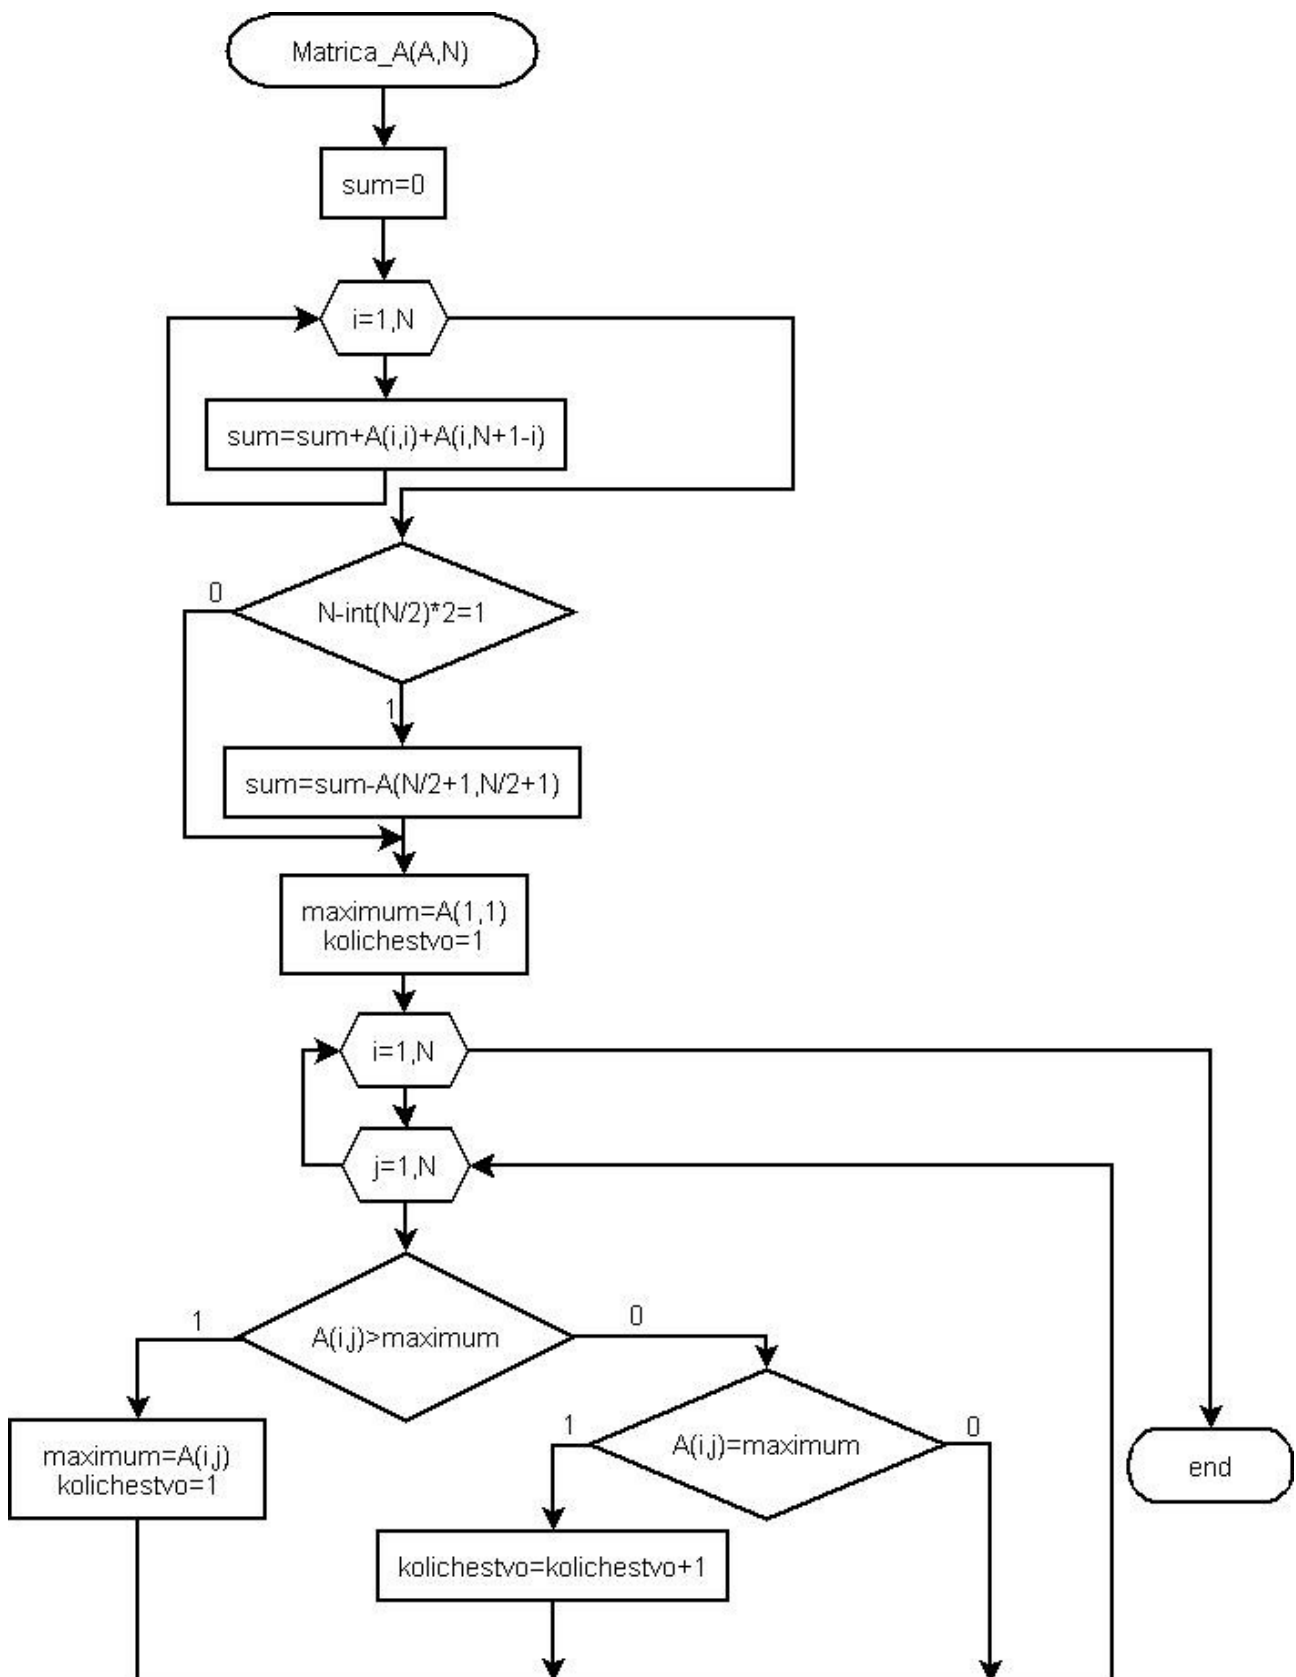 Matrica_A(A,N)
sum=0
i=1,N
sum=sum+A(i,i)+A(i,N+1-i)
0
N-int(N/2)*2=1
1
sum=sum-A(N/2+1,N/2+1)
maximum=A(1,1)
kolichestvo=1
i=1,N
j=1,N
1
A(i,j)>maximum
0
maximum=A(i,j)
kolichestvo=1
1
A(i,j)=maximum
0
end
kolichestvo=kolichestvo+1